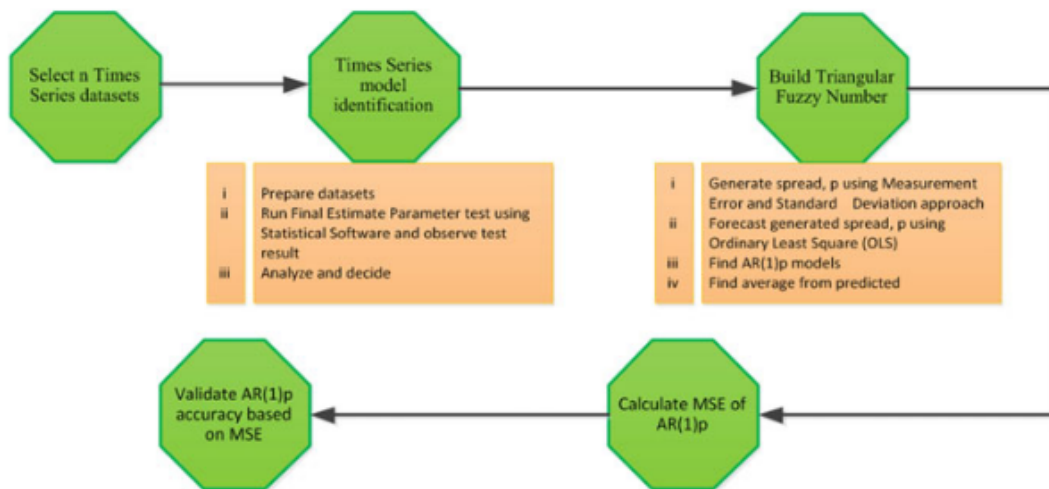 Select n Times
Series datasets
Times Series
model
identification
Build Triangular
Fuzzy Number
i Prepare datasets
ii Run Final Estimate Parameter test using
Statistical Software and observe test
result
iii Analyze and decide
i Generate spread, p using Measurement
Error and Standard Deviation approach
ii Forecast generated spread, p using
Ordinary Least Square (OLS)
iii Find AR(1)p models
iv Find average from predicted
Validate AR(1)p
accuracy based
on MSE
Calculate MSE of
AR(1)p